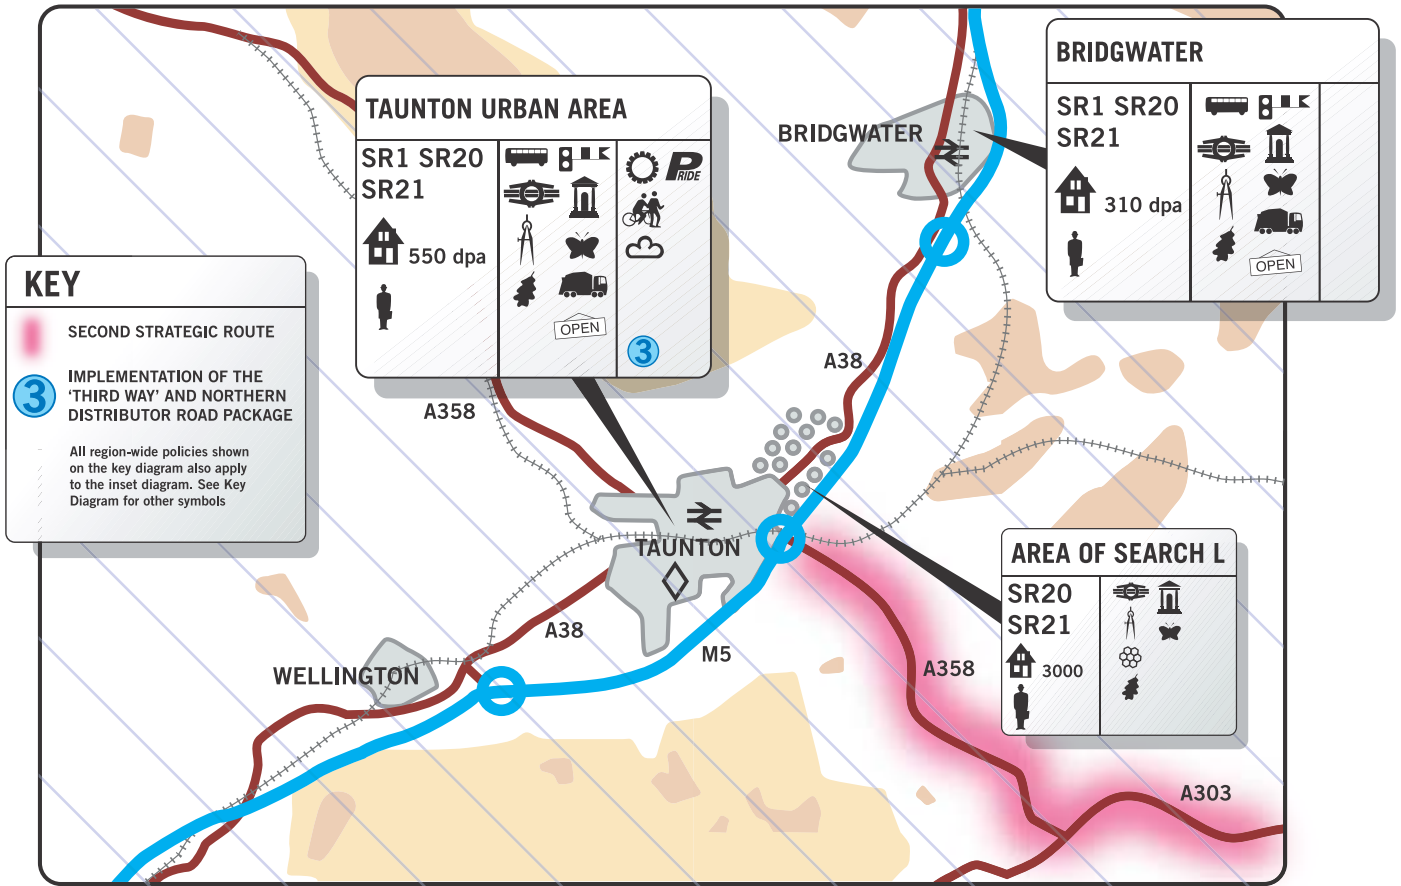 TAUNTON URBAN AREA
SR1 SR20
SR21
550 dpa
OPEN
P
RIDE
3
BRIDGWATER
SR1 SR20
SR21
310 dpa
OPEN
KEY
SECOND STRATEGIC ROUTE
3
IMPLEMENTATION OF THE
‘THIRD WAY’ AND NORTHERN
DISTRIBUTOR ROAD PACKAGE
All region-wide policies shown
on the key diagram also apply
to the inset diagram. See Key
Diagram for other symbols
BRIDGWATER
A38
A358
TAUNTON
A38
M5
WELLINGTON
AREA OF SEARCH L
SR20
SR21
3000
A358
A303